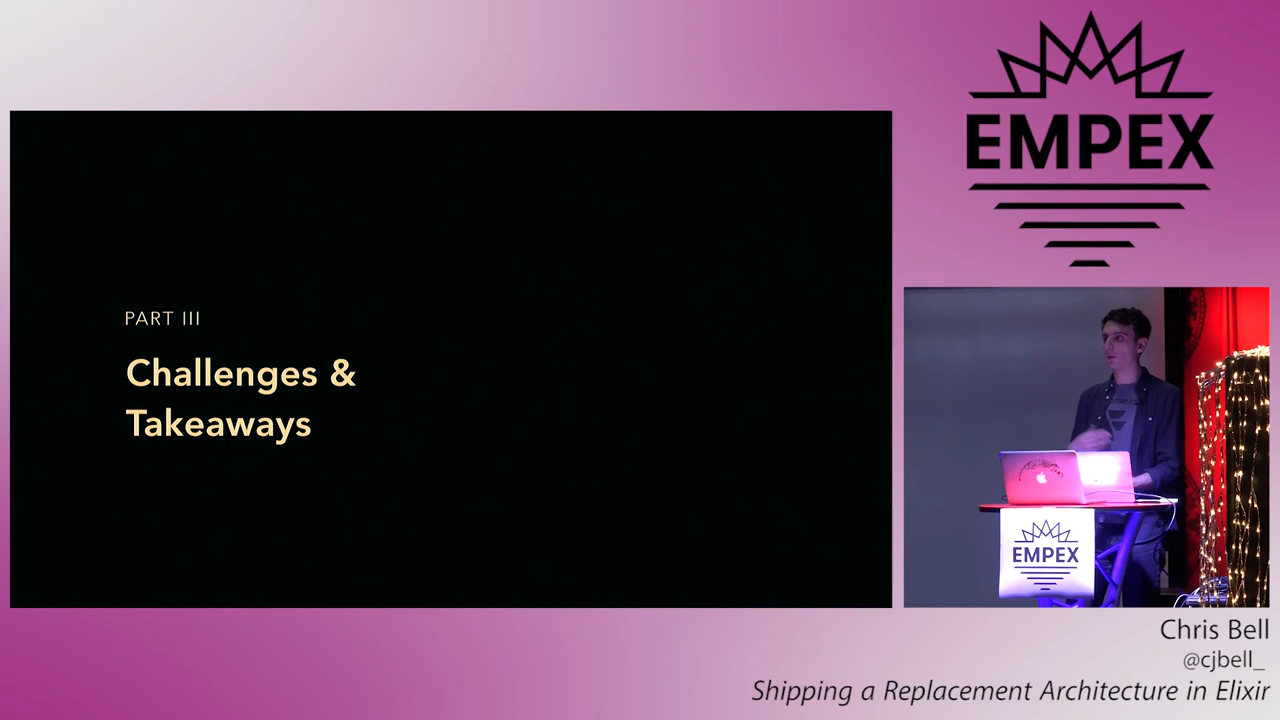 EMPEX
PART III
Challenges &
Takeaways
EMPEX
Chris Bell
@cjbell_
Shipping a Replacement Architecture in Elixir